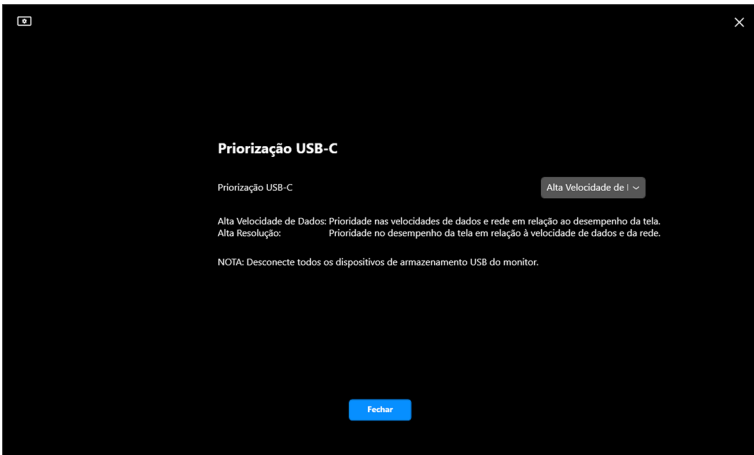 Priorização USB-C
Priorização USB-C
Alta Velocidade de
Alta Velocidade de Dados: Prioridade nas velocidades de dados e rede em relação ao desempenho da tela.
Alta Resolução: Prioridade no desempenho da tela em relação à velocidade de dados e da rede.
NOTA: Desconecte todos os dispositivos de armazenamento USB do monitor.
Fechar